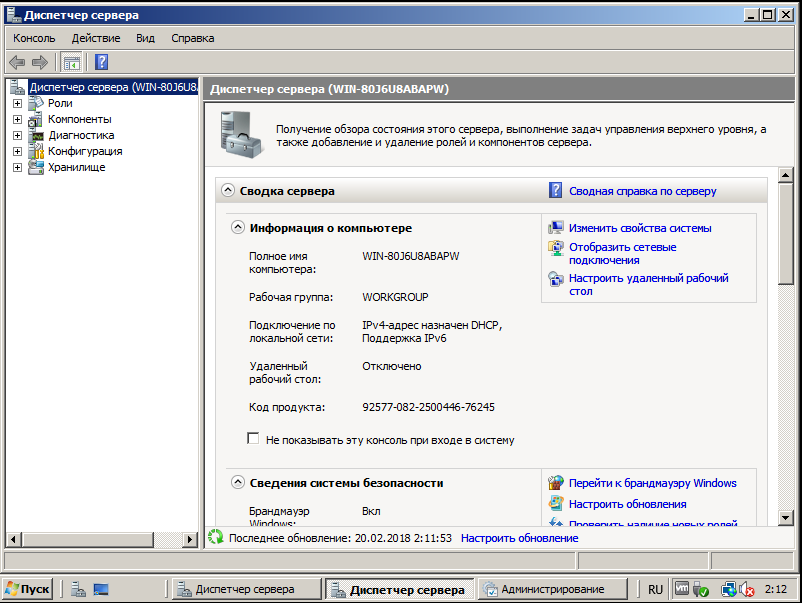 Диспетчер сервера
Консоль Действие Вид Справка
Диспетчер сервера (WIN-80J6U8
Роли
Компоненты
Диагностика
Конфигурация
Хранилище
Диспетчер сервера (WIN-80J6U8ABAPW)
Получение обзора состояния этого сервера, выполнение задач управления верхнего уровня, а
также добавление и удаление ролей и компонентов сервера.
Сводка сервера
Сводная справка по серверу
Информация о компьютере
Полное имя
компьютера:
WIN-80J6U8ABAPW
Рабочая группа:
WORKGROUP
Подключение по
локальной сети:
IPv4-адрес назначен DHCP,
Поддержка IPv6
Удаленный
рабочий стол:
Отключено
Код продукта:
92577-082-2500446-76245
Не показывать эту консоль при входе в систему
Изменить свойства системы
Отобразить сетевые
подключения
Настроить удаленный рабочий
стол
Сведения системы безопасности
Брандмауэр
Windows:
Вкл
Перейти к брандмауэру Windows
Настроить обновления
Проверить наличие новых ролей
Последнее обновление: 20.02.2018 2:11:53 Настроить обновление
Пуск
Диспетчер сервера
Диспетчер сервера
Администрирование
RU
2:12